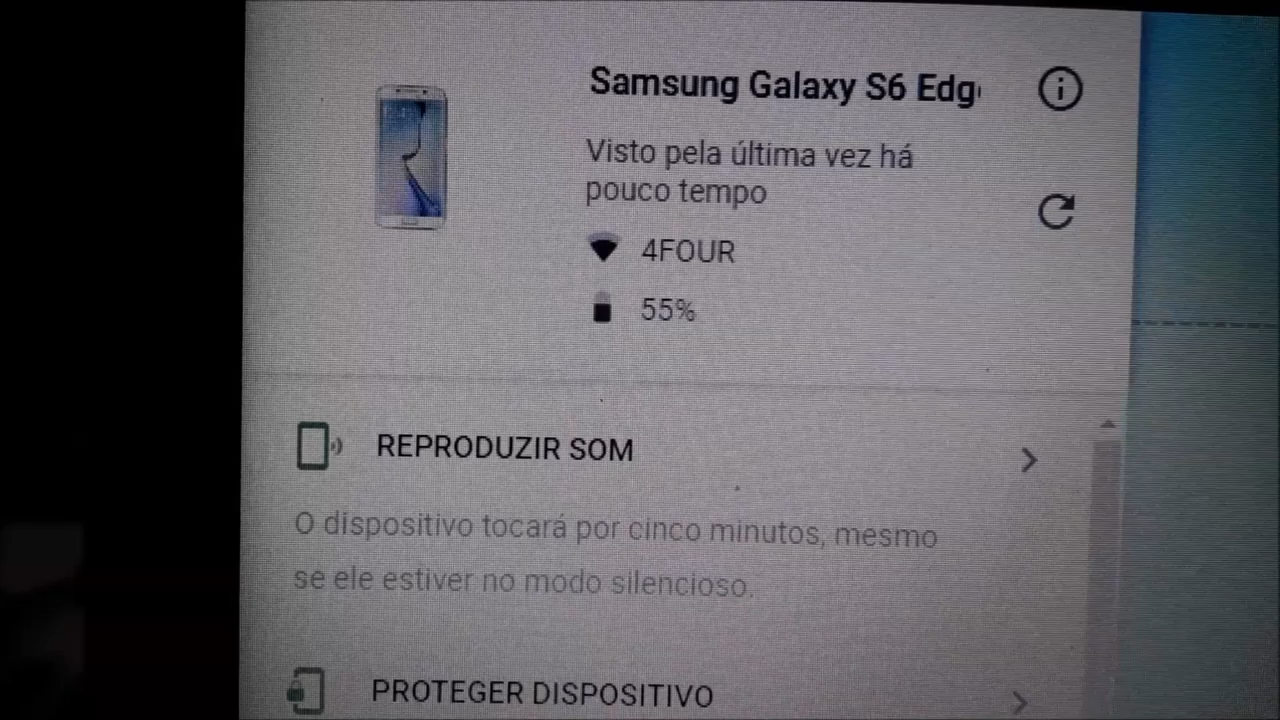 Samsung Galaxy S6 Edg
Visto pela última vez há
pouco tempo
4FOUR
55%
REPRODUZIR SOM
O dispositivo tocará por cinco minutos, mesmo
se ele estiver no modo silencioso.
PROTEGER DISPOSITIVO